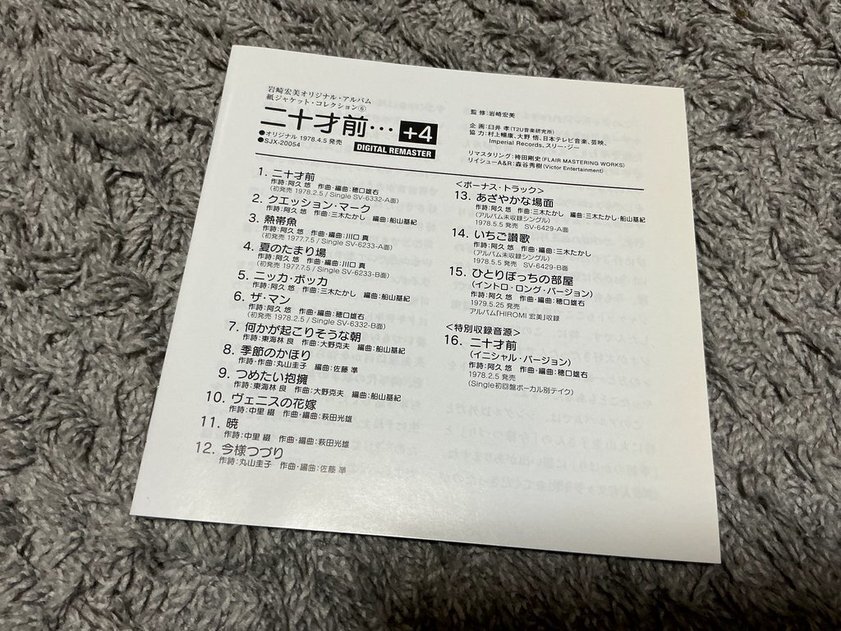 岩崎宏美オリジナル・アルバム
紙ジャケット・コレクション⑥
二十才前… +4
●オリジナル 1978.4.5 発売
●SJX-20054
DIGITAL REMASTER
監 修：岩崎宏美
企 画：臼井 孝(T2U音楽研究所)
協 力：村上輝康、大野 悟、日本テレビ音楽、芸映、
Imperial Records、スリー・ジー
リマスタリング：袴田剛史(FLAIR MASTERING WORKS)
リイシューA&R：森谷秀樹(Victor Entertainment)
1. 二十才前
作詩：阿久 悠 作曲・編曲：穂口雄右
(初発売 1978.2.5 / Single SV-6332-A面)
2. クエッション・マーク
作詩：阿久 悠 作曲：三木たかし 編曲：船山基紀
3. 熱帯魚
作詩：阿久 悠 作曲・編曲：川口 真
(初発売 1977.7.5 / Single SV-6233-A面)
4. 夏のたまり場
作詩：阿久 悠 作曲・編曲：川口 真
(初発売 1977.7.5 / Single SV-6233-B面)
5. ニッカ・ボッカ
作詩：阿久 悠 作曲：三木たかし 編曲：船山基紀
6. ザ・マン
作詩：阿久 悠 作曲・編曲：穂口雄右
(初発売 1978.2.5 / Single SV-6332-B面)
7. 何かが起こりそうな朝
作詩：東海林 良 作曲：大野克夫 編曲：船山基紀
8. 季節のかほり
作詩・作曲：丸山圭子 編曲：佐藤 準
9. つめたい抱擁
作詩：東海林 良 作曲：大野克夫 編曲：船山基紀
10. ヴェニスの花嫁
作詩：中里 綴 作曲・編曲：萩田光雄
11. 暁
作詩：中里 綴 作曲・編曲：萩田光雄
12. 今様つづり
作詩：丸山圭子 作曲・編曲：佐藤 準
<ボーナス・トラック>
13. あざやかな場面
作詩：阿久 悠 作曲：三木たかし 編曲：三木たかし・船山基紀
(アルバム未収録シングル)
1978.5.5 発売 SV-6429-A面
14. いちご讃歌
作詩：阿久 悠 作曲・編曲：三木たかし
(アルバム未収録シングル)
1978.5.5 発売 SV-6429-B面
15. ひとりぼっちの部屋
(イントロ・ロング・バージョン)
作詩：阿久 悠 作曲・編曲：穂口雄右
1979.5.25 発売
アルバム「HIROMI 宏美」収録
<特別収録音源>
16. 二十才前
(イニシャル・バージョン)
作詩：阿久 悠 作曲・編曲：穂口雄右
1978.2.5 発売
(Single初回盤ボーカル別テイク)